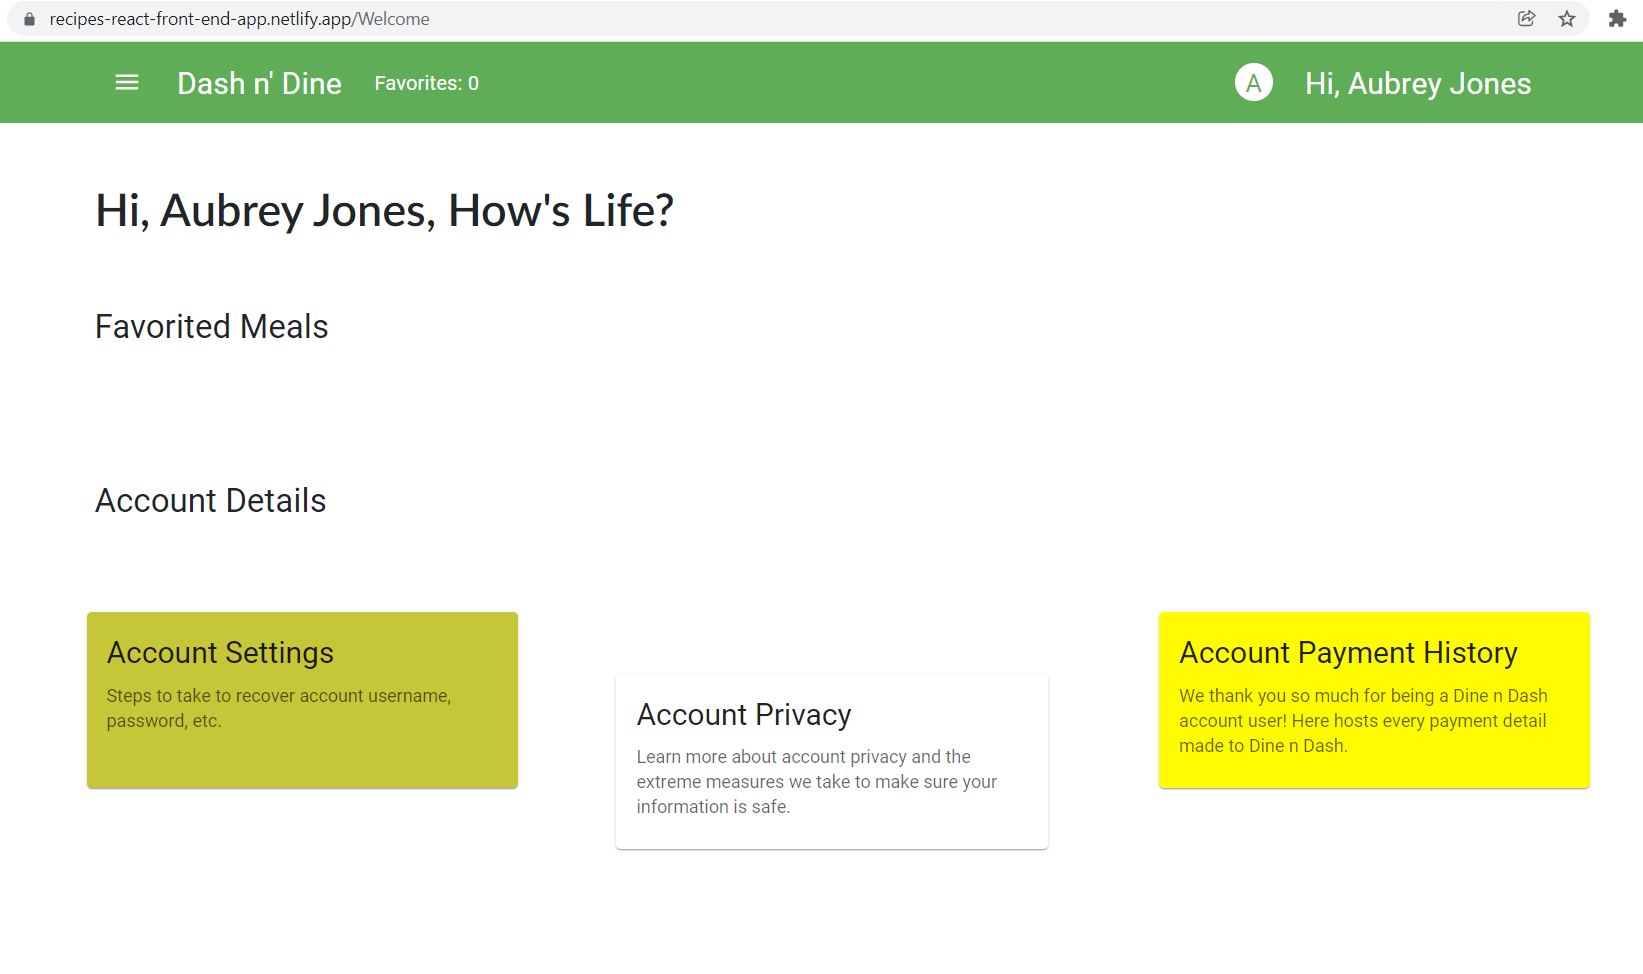 recipes-react-front-end-app.netlify.app/Welcome
Dash n' Dine Favorites: 0 A Hi, Aubrey Jones
Hi, Aubrey Jones, How's Life?
Favorited Meals
Account Details
Account Settings
Steps to take to recover account username,
password, etc.
Account Privacy
Learn more about account privacy and the
extreme measures we take to make sure your
information is safe.
Account Payment History
We thank you so much for being a Dine n Dash
account user! Here hosts every payment detail
made to Dine n Dash.